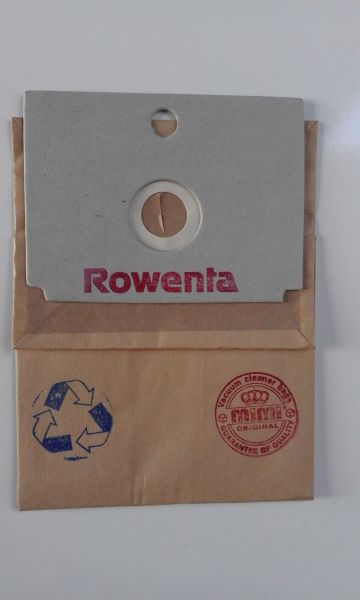 Rowenta
Vacuum cleaner bags
mimi
ORIGINAL
GUARANTEE OF QUALITY